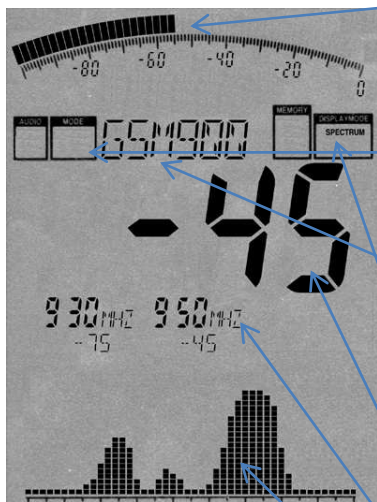 -80 -60 -40 -20 0
AUDIO MODE GSM900 MEMORY DISPLAYMODE
SPECTRUM
-45
930MHZ 950MHZ
-75 -45